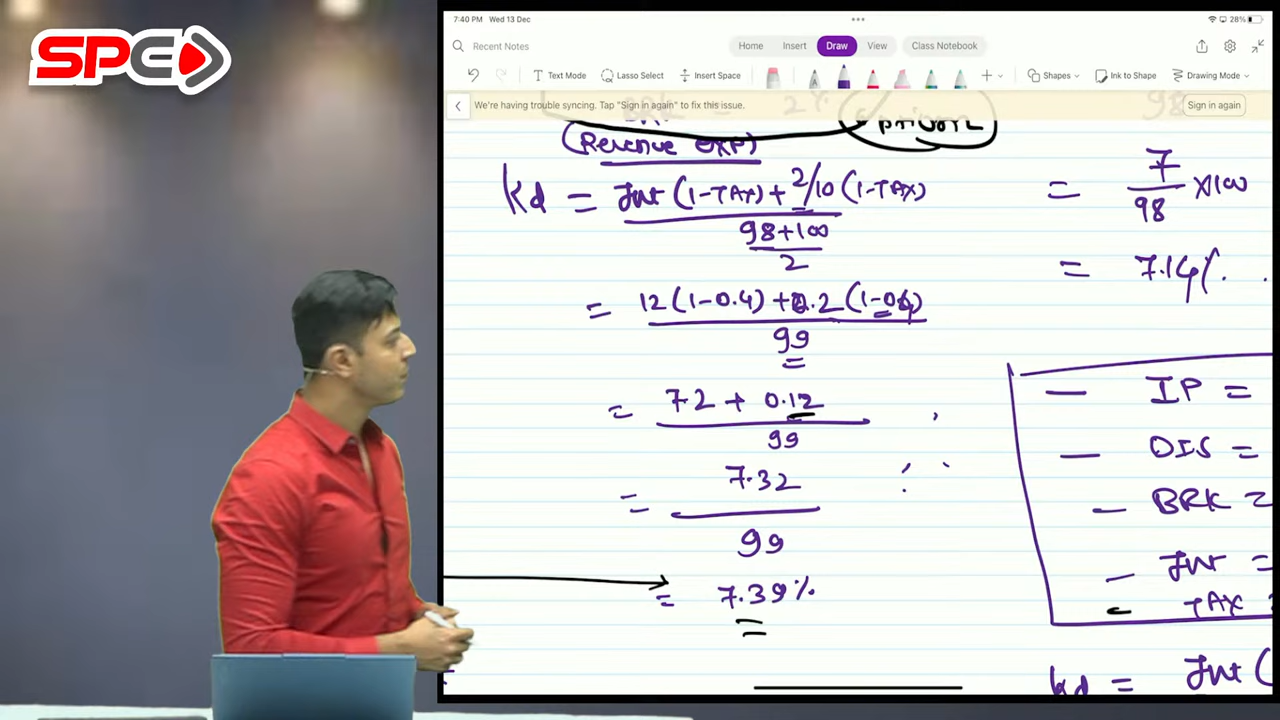 SPED
7:40 PM Wed 13 Dec
28%
Recent Notes
Home Insert Draw View Class Notebook
Text Mode Lasso Select Insert Space Shapes Ink to Shape Drawing Mode
We're having trouble syncing. Tap "Sign in again" to fix this issue.
Sign in again
private
(Revenue exp)
Kd = Int (1-TAX) + 2/10 (1-TAX)
98+100
2
= 12(1-0.4) + 0.2 (1-0.4)
99
= 7.2 + 0.12
99
= 7.32
99
= 7.39%
= 7 × 100
98
= 7.14%.
— IP =
— DIS =
- BRK =
- Int =
- TAX =
Kd = Int (